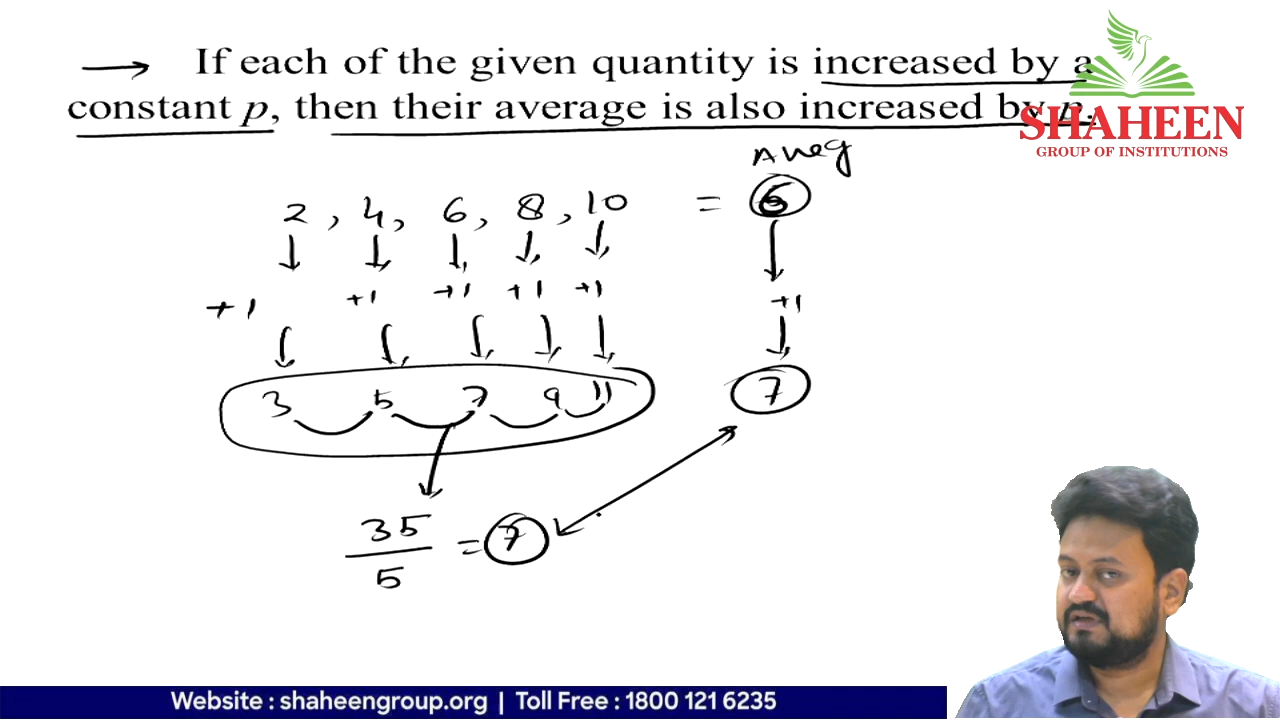 → If each of the given quantity is increased by a
constant p, then their average is also increased by p.
SHAHEEN
GROUP OF INSTITUTIONS
Aveg
2, 4, 6, 8, 10 = 6
+1 +1 +1 +1 +1 +1
3 5 7 9 11 7
35
5
= 7
Website : shaheengroup.org | Toll Free : 1800 121 6235